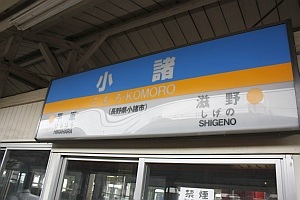 小諸
こもろ KOMORO
(長野県小諸市)
滋野
しげの
SHIGENO
HIRAHARA
禁煙